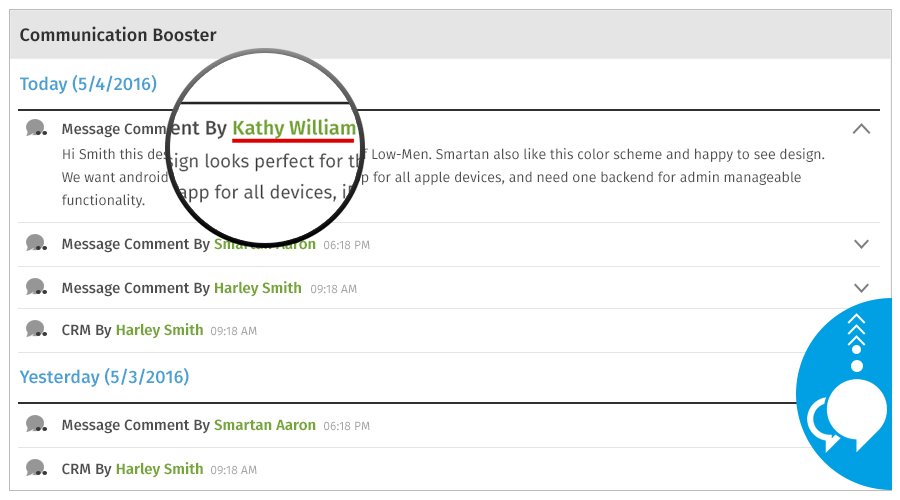 Communication Booster
Today (5/4/2016)
Message Comment By Kathy William
Hi Smith this design looks perfect for Low-Men. Smartan also like this color scheme and happy to see design.
We want android app for all devices, for all apple devices, and need one backend for admin manageable
functionality.
Message Comment By Smartan Aaron 06:18 PM
Message Comment By Harley Smith 09:18 AM
CRM By Harley Smith 09:18 AM
Yesterday (5/3/2016)
Message Comment By Smartan Aaron 06:18 PM
CRM By Harley Smith 09:18 AM